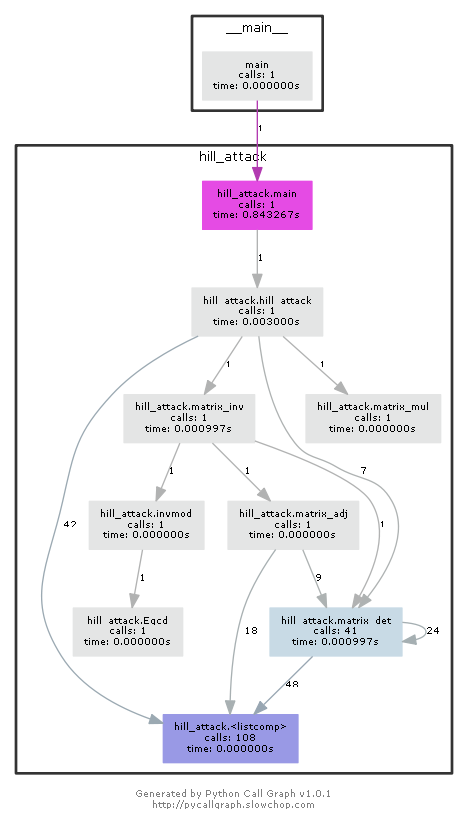 __main__
main
calls: 1
time: 0.000000s
1
hill_attack
hill_attack.main
calls: 1
time: 0.843267s
1
hill_attack.hill_attack
calls: 1
time: 0.003000s
1
1
hill_attack.matrix_inv
calls: 1
time: 0.000997s
hill_attack.matrix_mul
calls: 1
time: 0.000000s
7
1
1
42
1
hill_attack.invmod
calls: 1
time: 0.000000s
hill_attack.matrix_adj
calls: 1
time: 0.000000s
1
9
hill_attack.Egcd
calls: 1
time: 0.000000s
18
hill_attack.matrix_det
calls: 41
time: 0.000997s
24
48
hill_attack.<listcomp>
calls: 108
time: 0.000000s
Generated by Python Call Graph v1.0.1
http://pycallgraph.slowchop.com